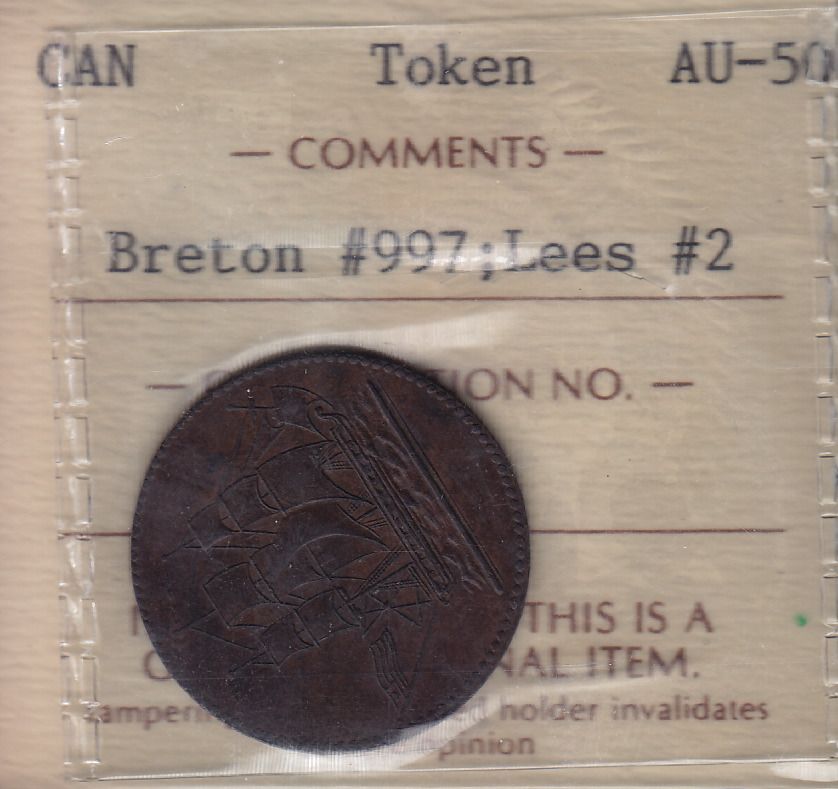 CAN Token AU-50
— COMMENTS —
Breton #997;Lees #2
— ION NO. —
THIS IS A
NAL ITEM.
holder invalidates
opinion